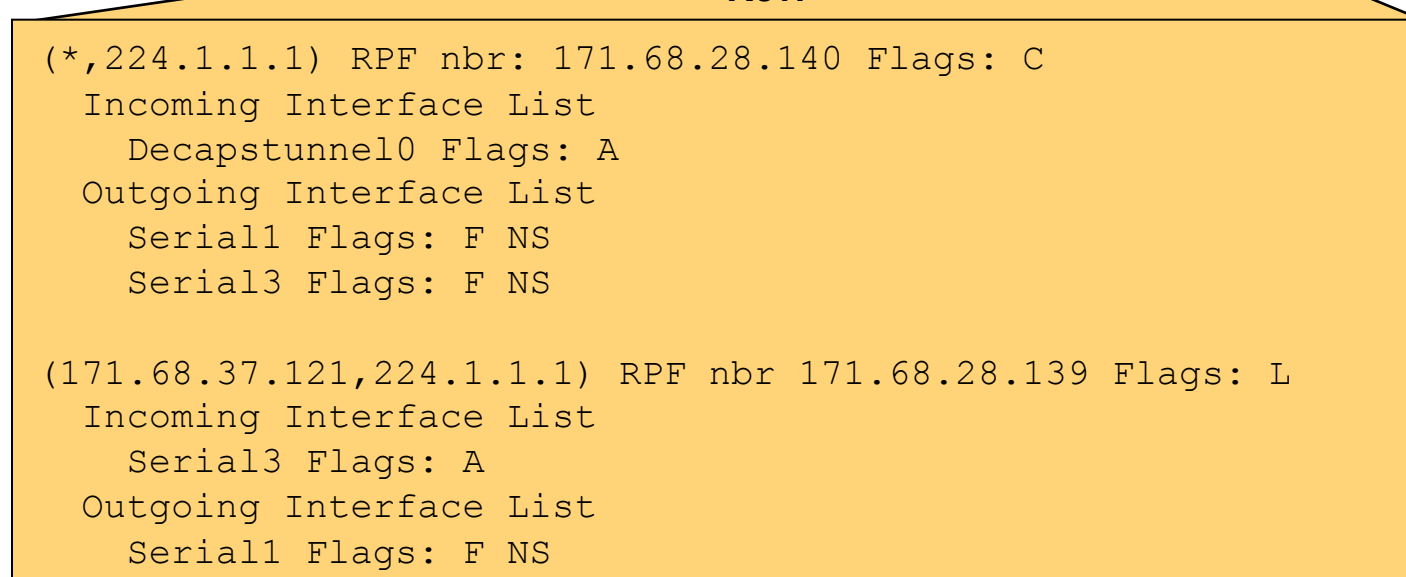 (*,224.1.1.1) RPF nbr: 171.68.28.140 Flags: C
Incoming Interface List
Decapstunnel0 Flags: A
Outgoing Interface List
Serial1 Flags: F NS
Serial3 Flags: F NS
(171.68.37.121,224.1.1.1) RPF nbr 171.68.28.139 Flags: L
Incoming Interface List
Serial3 Flags: A
Outgoing Interface List
Serial1 Flags: F NS